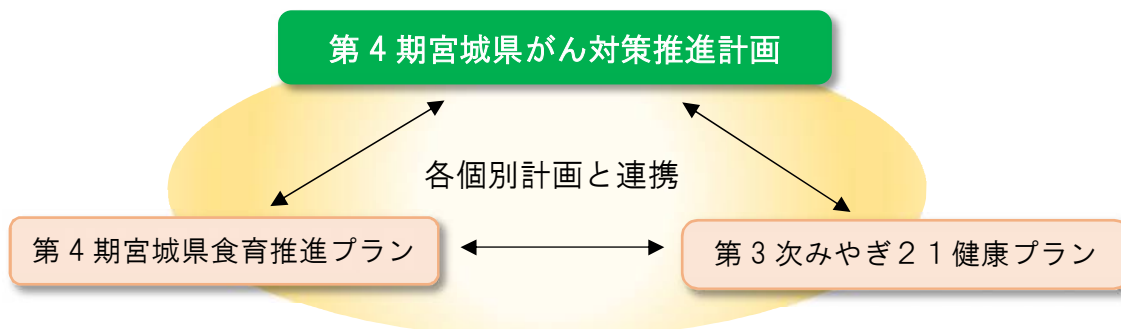 第4期宮城県がん対策推進計画
各個別計画と連携
第4期宮城県食育推進プラン
第3次みやぎ２１健康プラン